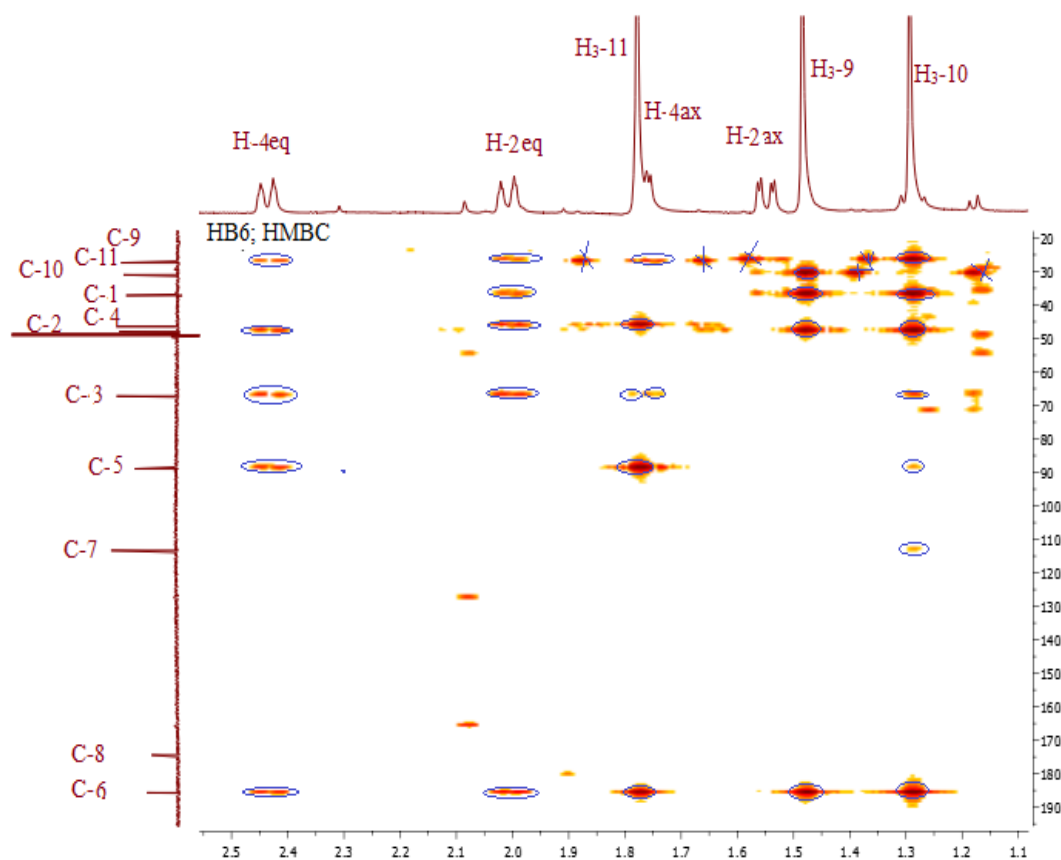 H₃-11
H₃-9
H₃-10
H-4ax
H-4eq
H-2eq
H-2ax
HB6; HMBC
C-9
C-11
C-10
C-1
C-4
C-2
C-3
C-5
C-7
C-8
C-6
20
30
40
50
60
70
80
90
100
110
120
130
140
150
160
170
180
190
2.5 2.4 2.3 2.2 2.1 2.0 1.9 1.8 1.7 1.6 1.5 1.4 1.3 1.2 1.1